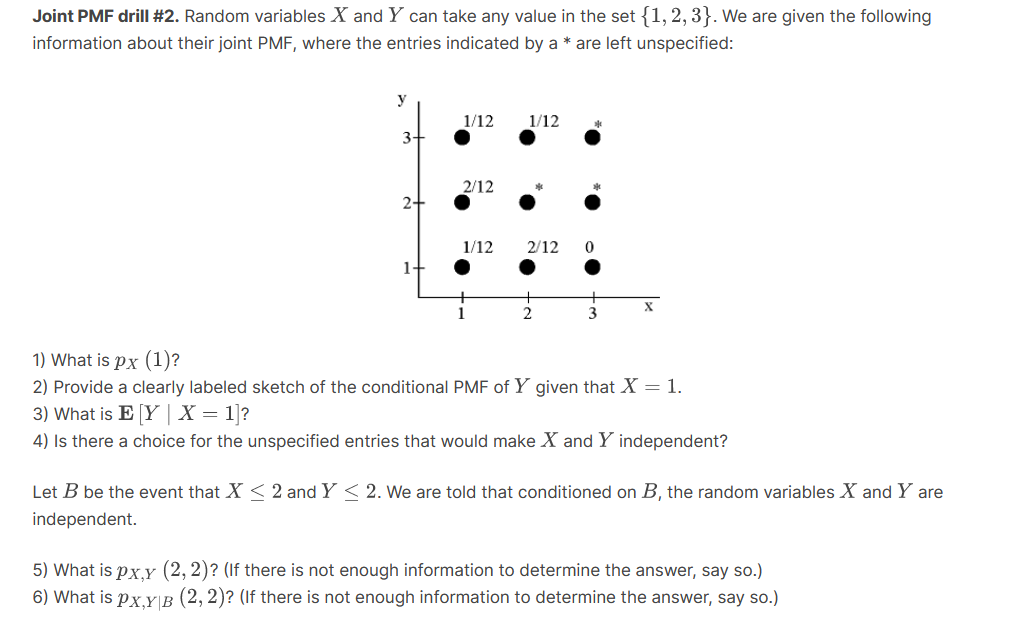 Joint PMF drill #2. Random variables X and Y can take any value in the set {1, 2, 3}. We are given the following
information about their joint PMF, where the entries indicated by a * are left unspecified:
y
1/12 1/12 *
3
2/12 * *
2
1/12 2/12 0
1
1 2 3 x
1) What is pX (1)?
2) Provide a clearly labeled sketch of the conditional PMF of Y given that X = 1.
3) What is E [Y | X = 1]?
4) Is there a choice for the unspecified entries that would make X and Y independent?
Let B be the event that X ≤ 2 and Y ≤ 2. We are told that conditioned on B, the random variables X and Y are
independent.
5) What is pX,Y (2, 2)? (If there is not enough information to determine the answer, say so.)
6) What is pX,Y|B (2, 2)? (If there is not enough information to determine the answer, say so.)